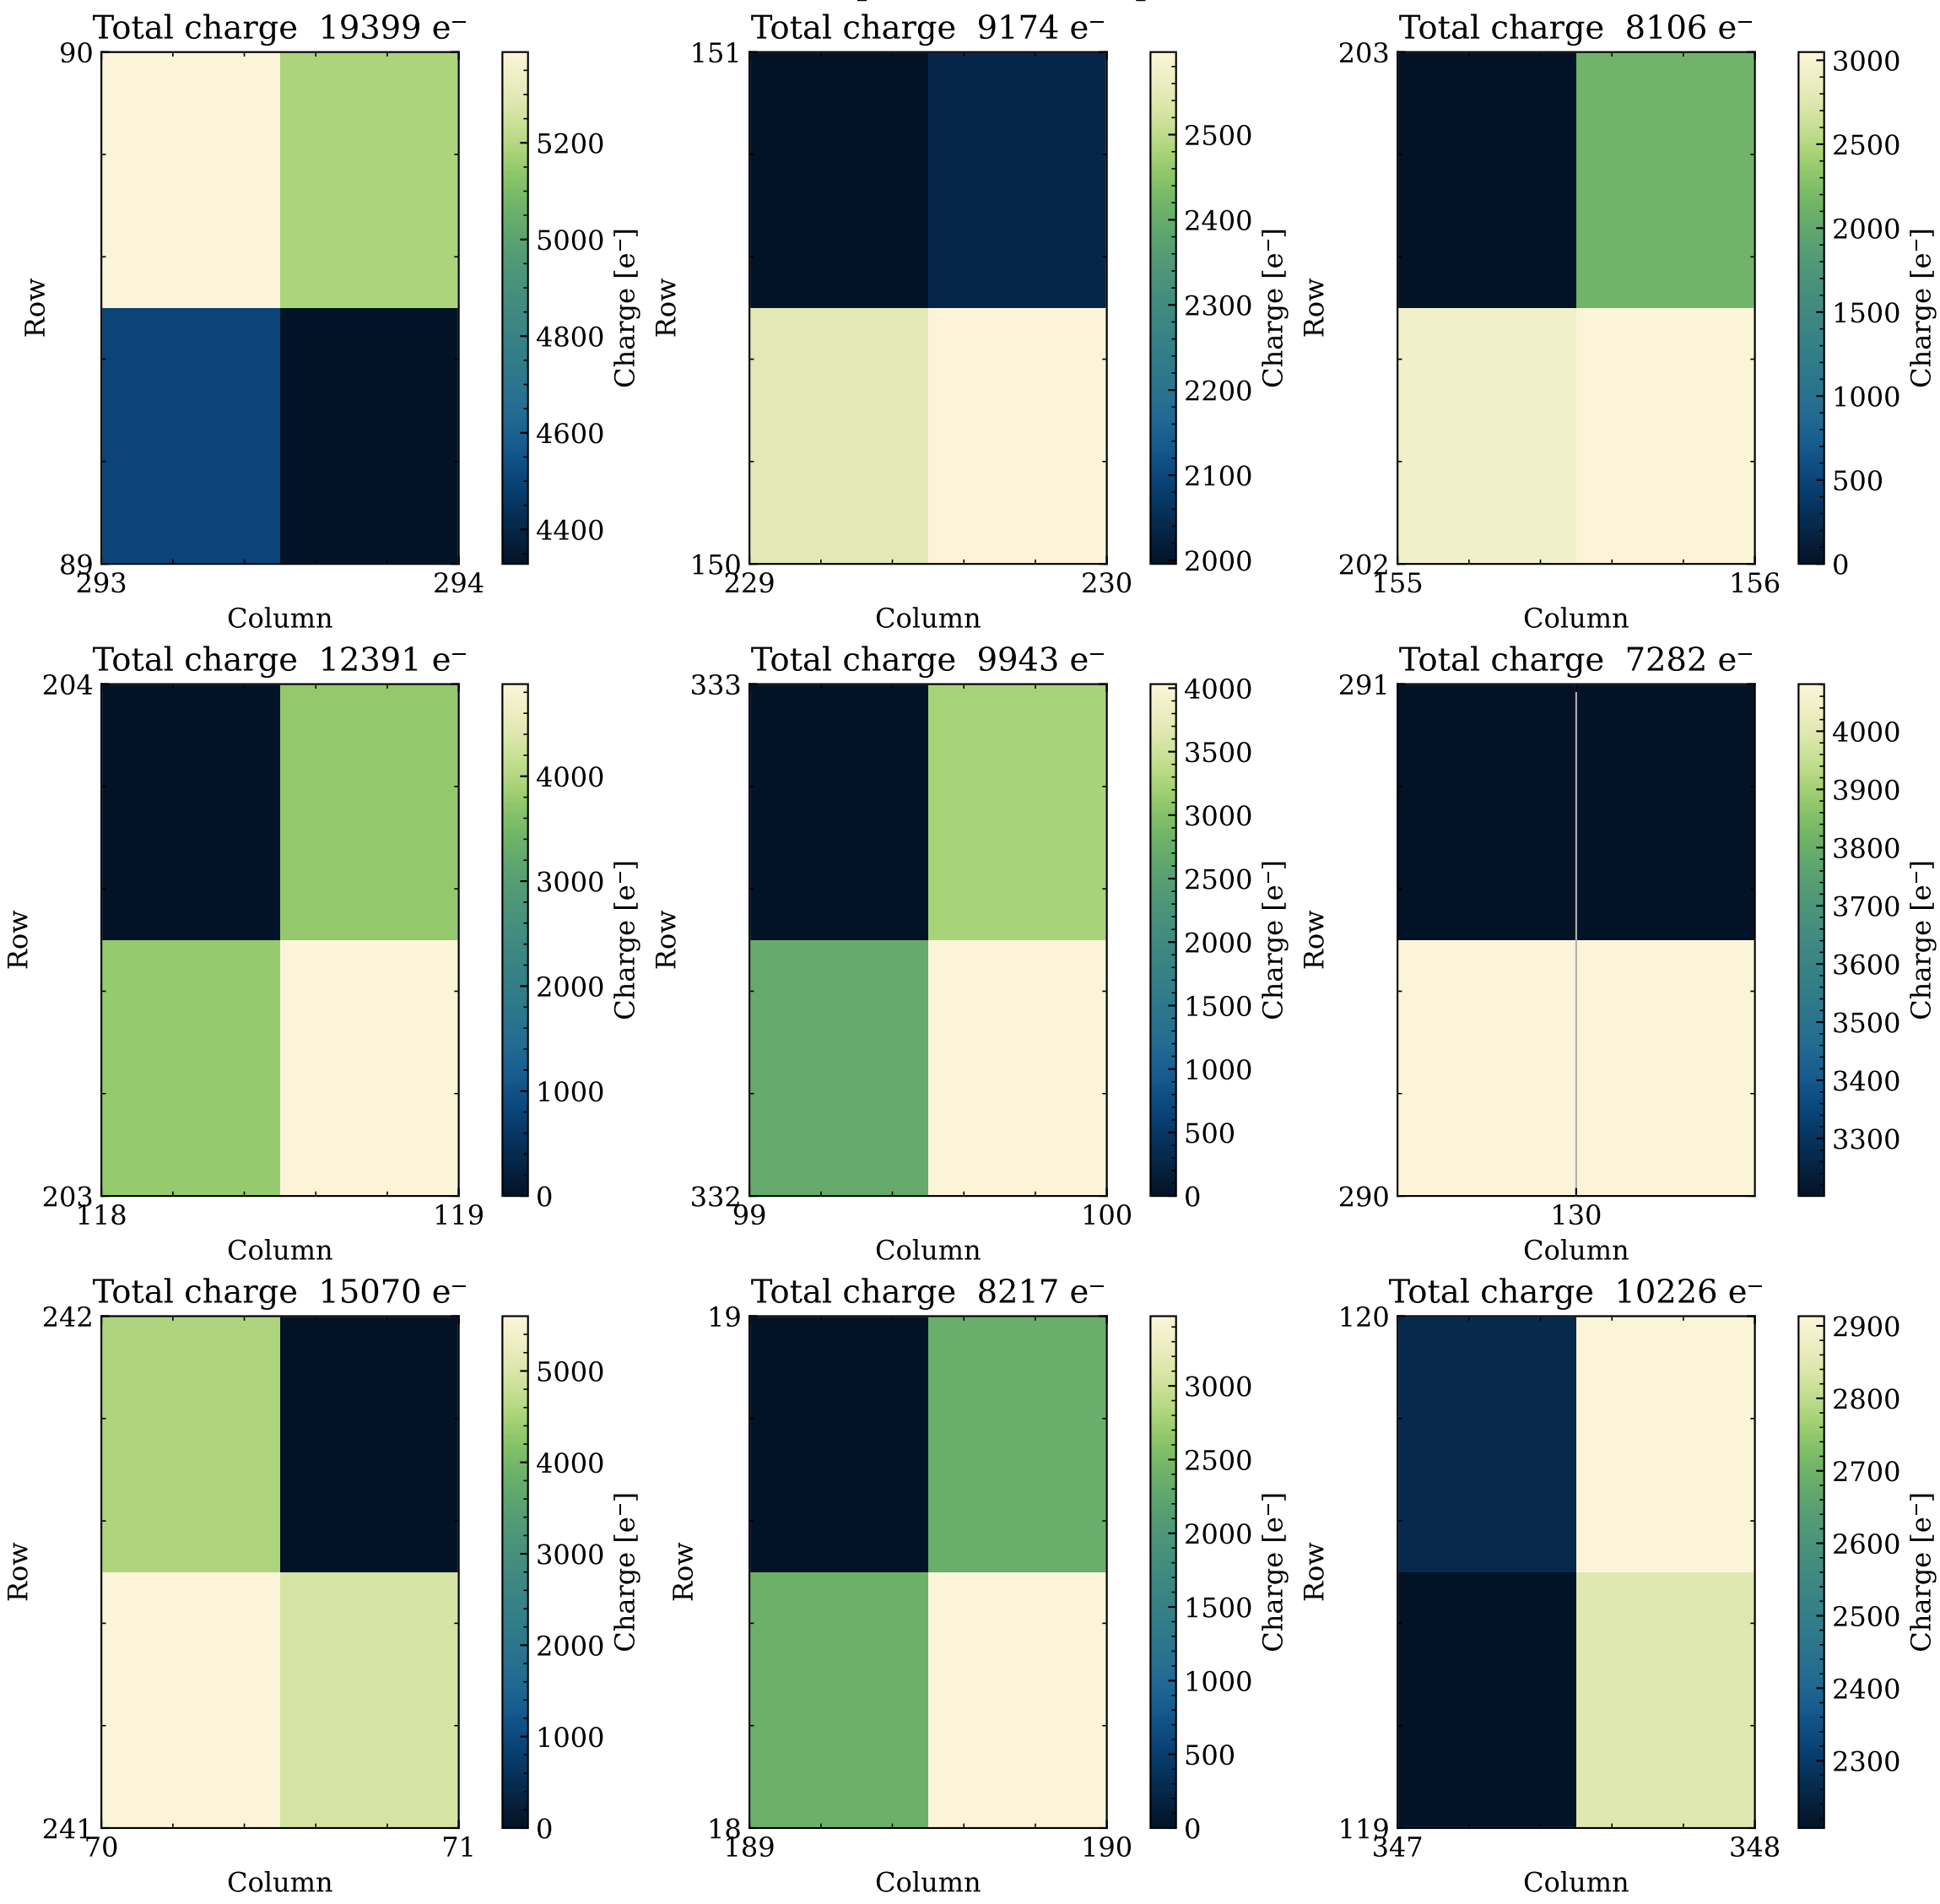 Total charge 19399 e⁻
90
89
293
294
Row
Column
5200
5000
4800
4600
4400
Charge [e⁻]
Total charge 9174 e⁻
151
150
229
230
Row
Column
2500
2400
2300
2200
2100
2000
Charge [e⁻]
Total charge 8106 e⁻
203
202
155
156
Row
Column
3000
2500
2000
1500
1000
500
0
Charge [e⁻]
Total charge 12391 e⁻
204
203
118
119
Row
Column
4000
3000
2000
1000
0
Charge [e⁻]
Total charge 9943 e⁻
333
332
99
100
Row
Column
4000
3500
3000
2500
2000
1500
1000
500
0
Charge [e⁻]
Total charge 7282 e⁻
291
290
130
Row
Column
4000
3900
3800
3700
3600
3500
3400
3300
Charge [e⁻]
Total charge 15070 e⁻
242
241
70
71
Row
Column
5000
4000
3000
2000
1000
0
Charge [e⁻]
Total charge 8217 e⁻
19
18
189
190
Row
Column
3000
2500
2000
1500
1000
500
0
Charge [e⁻]
Total charge 10226 e⁻
120
119
347
348
Row
Column
2900
2800
2700
2600
2500
2400
2300
Charge [e⁻]